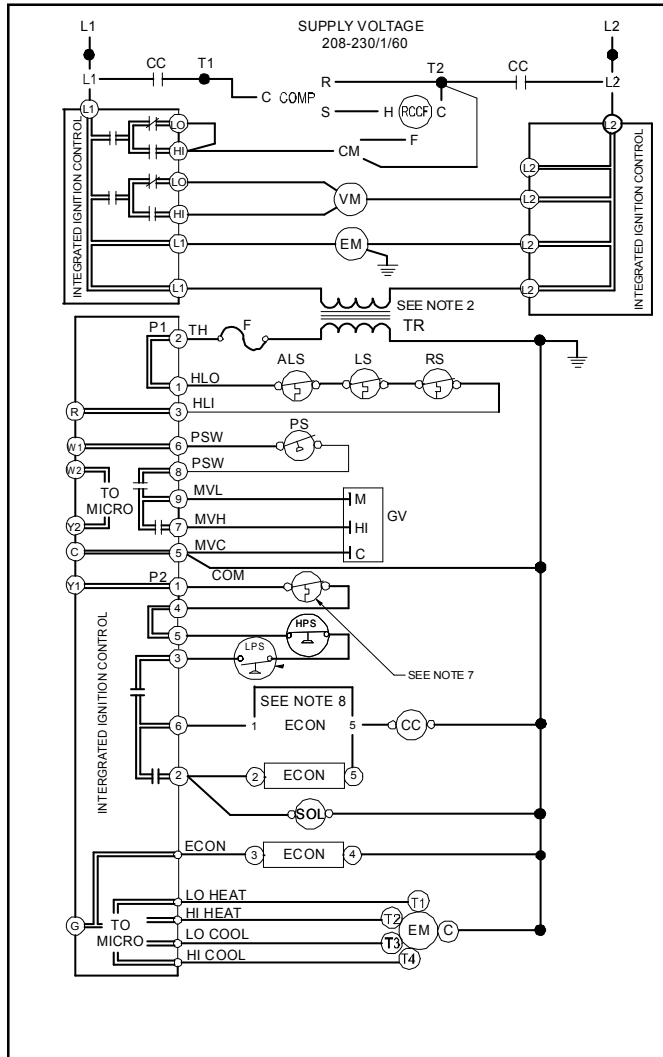 L1 SUPPLY VOLTAGE L2
208-230/1/60
CC T1 T2 CC
L1 R L2
C COMP
L1 S H RCCF C L2
LO F
HI CM
LO L2
VM L2
HI
L1 EM L2
L1 L2
INTEGRATED IGNITION CONTROL
INTEGRATED IGNITION CONTROL
SEE NOTE 2
P1 2 TH F TR
ALS LS RS
1 HLO
R 3 HLI
W1 6 PSW PS
W2 8 PSW
TO
MICRO
9 MVL M
GV
Y2 7 MVH HI
C 5 MVC C
COM
Y1 P2 1
4
5 HPS
3 LPS
SEE NOTE 7
SEE NOTE 8
6 1 ECON 5 CC
2 2 ECON 5
SOL
INTERGRATED IGNITION CONTROL
ECON 3 ECON 4
LO HEAT T1
G HI HEAT T2
TO
MICRO
EM C
LO COOL T3
HI COOL T4